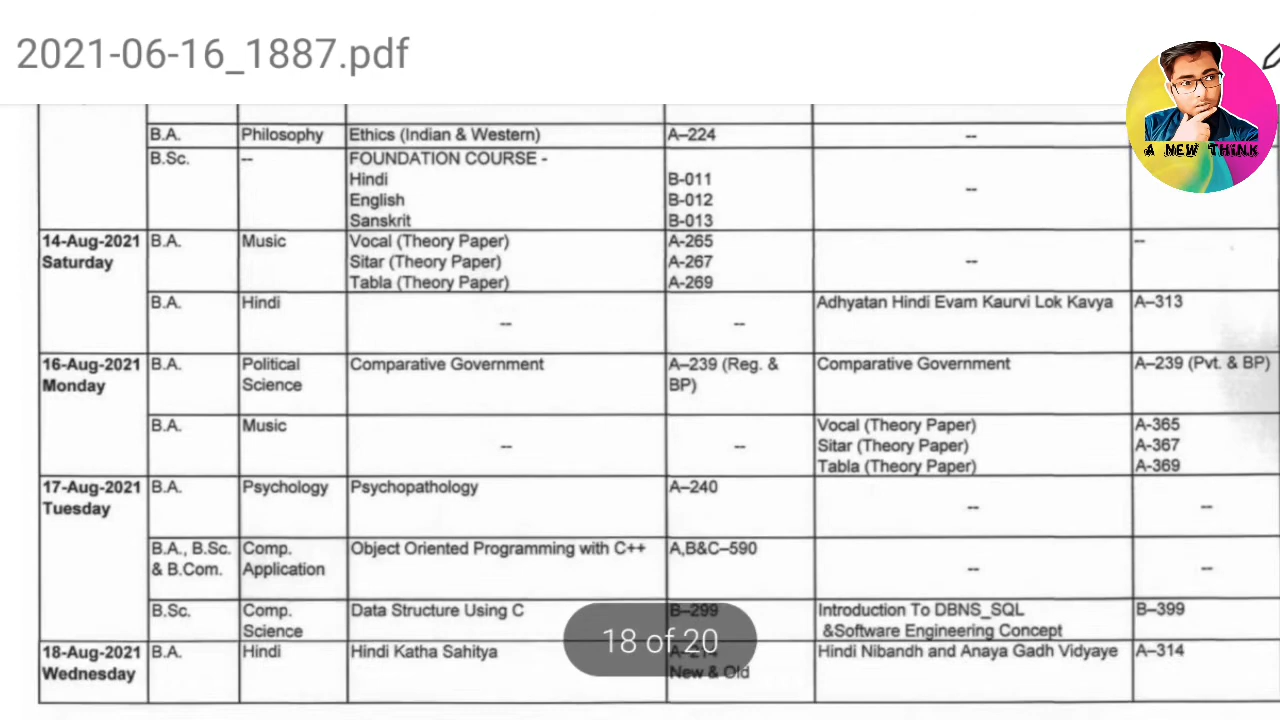 2021-06-16_1887.pdf
A NEW THINK
B.A. Philosophy Ethics (Indian & Western) A–224 --
B.Sc. -- FOUNDATION COURSE -
Hindi B-011
English B-012 --
Sanskrit B-013
14-Aug-2021 B.A. Music Vocal (Theory Paper) A-265 --
Saturday Sitar (Theory Paper) A-267 --
Tabla (Theory Paper) A-269
B.A. Hindi -- -- Adhyatan Hindi Evam Kaurvi Lok Kavya A–313
16-Aug-2021 B.A. Political Comparative Government A–239 (Reg. & Comparative Government A–239 (Pvt. & BP)
Monday Science BP)
B.A. Music -- -- Vocal (Theory Paper) A-365
Sitar (Theory Paper) A-367
Tabla (Theory Paper) A-369
17-Aug-2021 B.A. Psychology Psychopathology A–240 -- --
Tuesday
B.A., B.Sc. Comp. Object Oriented Programming with C++ A,B&C–590 -- --
& B.Com. Application
B.Sc. Comp. Data Structure Using C B–299 Introduction To DBNS_SQL B–399
Science &Software Engineering Concept
18 of 20
18-Aug-2021 B.A. Hindi Hindi Katha Sahitya A–214 Hindi Nibandh and Anaya Gadh Vidyaye A–314
Wednesday New & Old